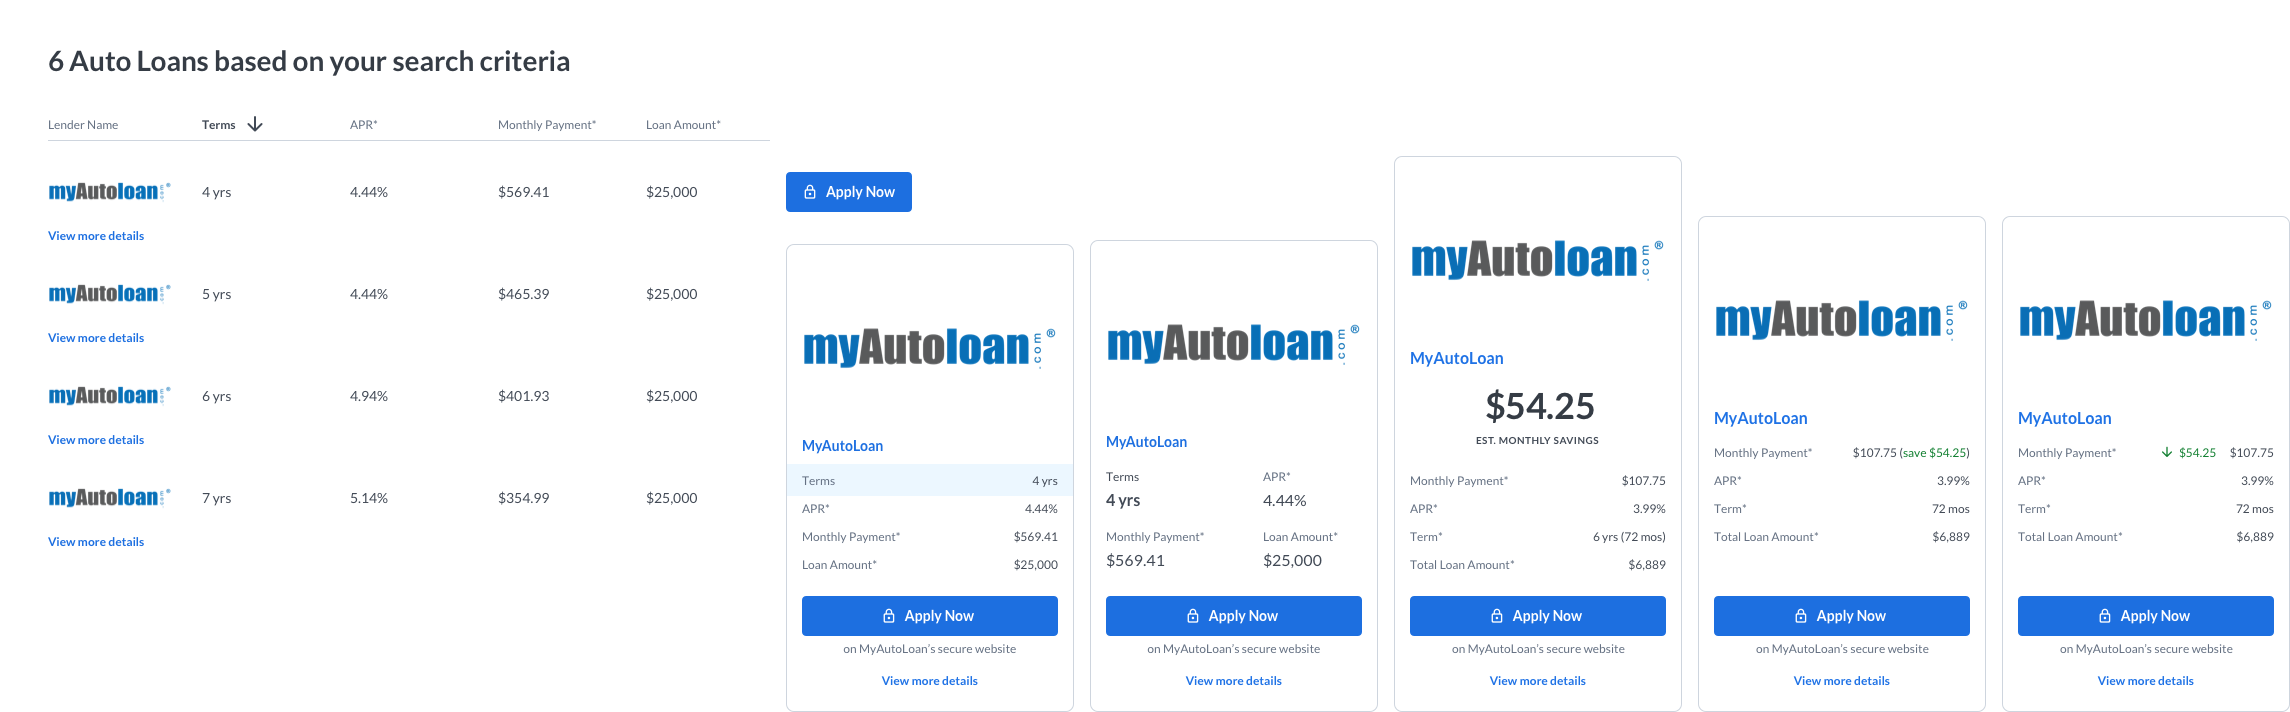 6 Auto Loans based on your search criteria
Lender Name Terms APR* Monthly Payment* Loan Amount*
myAutoloan.com® 4 yrs 4.44% $569.41 $25,000
View more details
myAutoloan.com® 5 yrs 4.44% $465.39 $25,000
View more details
myAutoloan.com® 6 yrs 4.94% $401.93 $25,000
View more details
myAutoloan.com® 7 yrs 5.14% $354.99 $25,000
View more details
Apply Now
myAutoloan.com®
MyAutoLoan
Terms 4 yrs
APR* 4.44%
Monthly Payment* $569.41
Loan Amount* $25,000
Apply Now
on MyAutoLoan's secure website
View more details
myAutoloan.com®
MyAutoLoan
Terms APR*
4 yrs 4.44%
Monthly Payment* Loan Amount*
$569.41 $25,000
Apply Now
on MyAutoLoan's secure website
View more details
myAutoloan.com®
MyAutoLoan
$54.25
EST. MONTHLY SAVINGS
Monthly Payment* $107.75
APR* 3.99%
Term* 6 yrs (72 mos)
Total Loan Amount* $6,889
Apply Now
on MyAutoLoan's secure website
View more details
myAutoloan.com®
MyAutoLoan
Monthly Payment* $107.75 (save $54.25)
APR* 3.99%
Term* 72 mos
Total Loan Amount* $6,889
Apply Now
on MyAutoLoan's secure website
View more details
myAutoloan.com®
MyAutoLoan
Monthly Payment* $54.25 $107.75
APR* 3.99%
Term* 72 mos
Total Loan Amount* $6,889
Apply Now
on MyAutoLoan's secure website
View more details